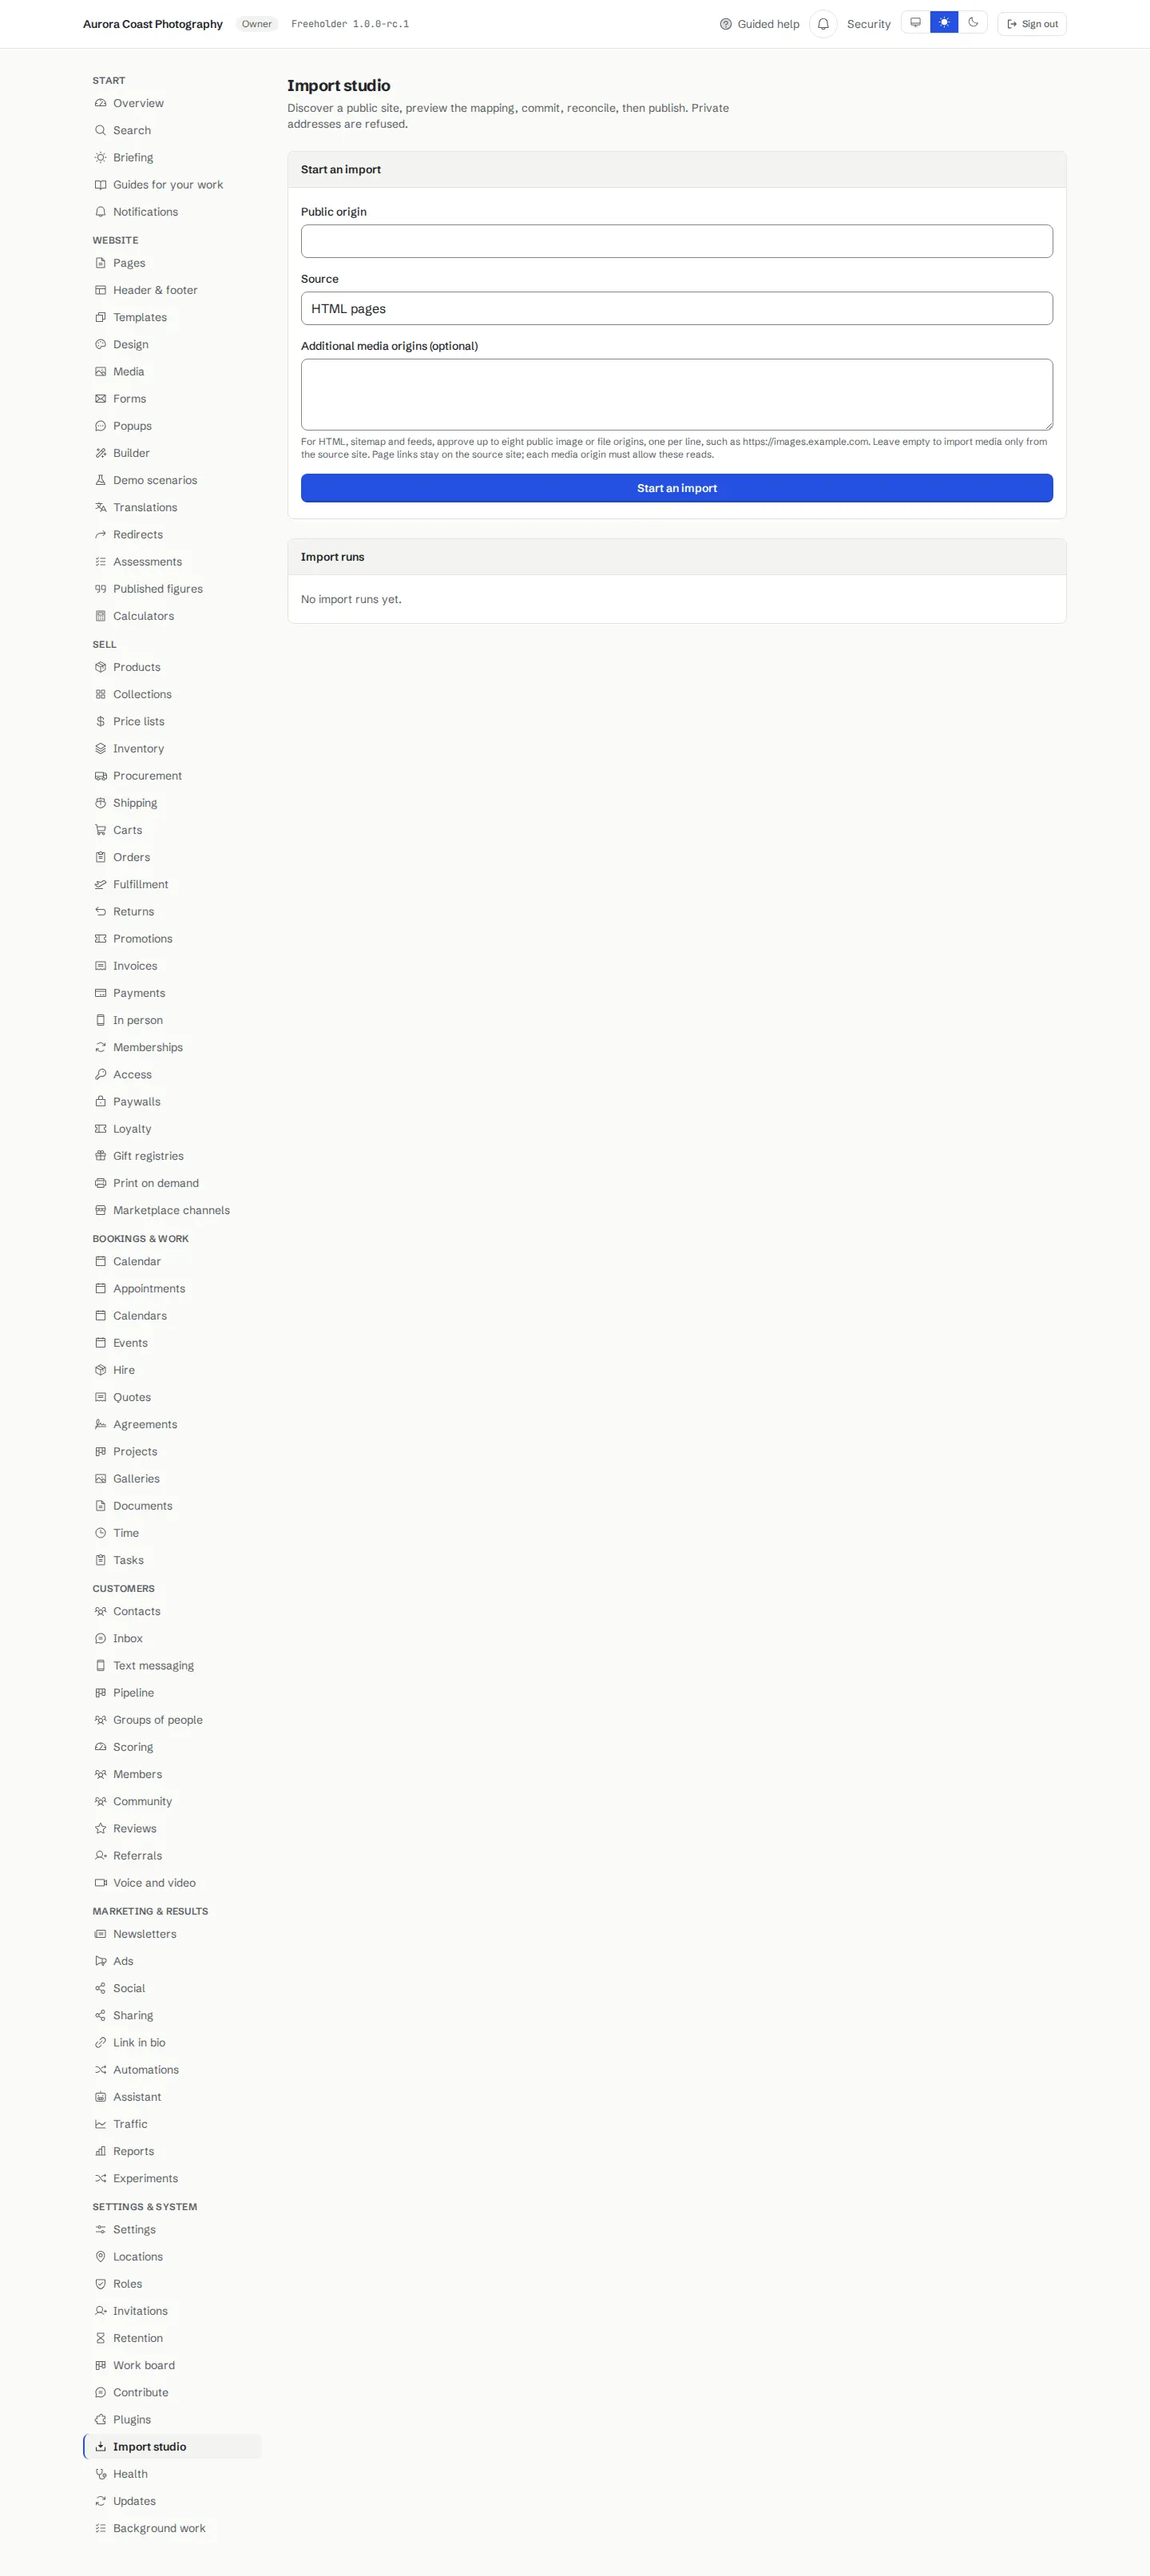 Aurora Coast Photography Owner Freeholder 1.0.0-rc.1 Guided help Security Sign out
START
Overview
Search
Briefing
Guides for your work
Notifications
WEBSITE
Pages
Header & footer
Templates
Design
Media
Forms
Popups
Builder
Demo scenarios
Translations
Redirects
Assessments
Published figures
Calculators
SELL
Products
Collections
Price lists
Inventory
Procurement
Shipping
Carts
Orders
Fulfillment
Returns
Promotions
Invoices
Payments
In person
Memberships
Access
Paywalls
Loyalty
Gift registries
Print on demand
Marketplace channels
BOOKINGS & WORK
Calendar
Appointments
Calendars
Events
Hire
Quotes
Agreements
Projects
Galleries
Documents
Time
Tasks
CUSTOMERS
Contacts
Inbox
Text messaging
Pipeline
Groups of people
Scoring
Members
Community
Reviews
Referrals
Voice and video
MARKETING & RESULTS
Newsletters
Ads
Social
Sharing
Link in bio
Automations
Assistant
Traffic
Reports
Experiments
SETTINGS & SYSTEM
Settings
Locations
Roles
Invitations
Retention
Work board
Contribute
Plugins
Import studio
Health
Updates
Background work
Import studio
Discover a public site, preview the mapping, commit, reconcile, then publish. Private
addresses are refused.
Start an import
Public origin
Source
HTML pages
Additional media origins (optional)
For HTML, sitemap and feeds, approve up to eight public image or file origins, one per line, such as https://images.example.com. Leave empty to import media only from
the source site. Page links stay on the source site; each media origin must allow these reads.
Start an import
Import runs
No import runs yet.